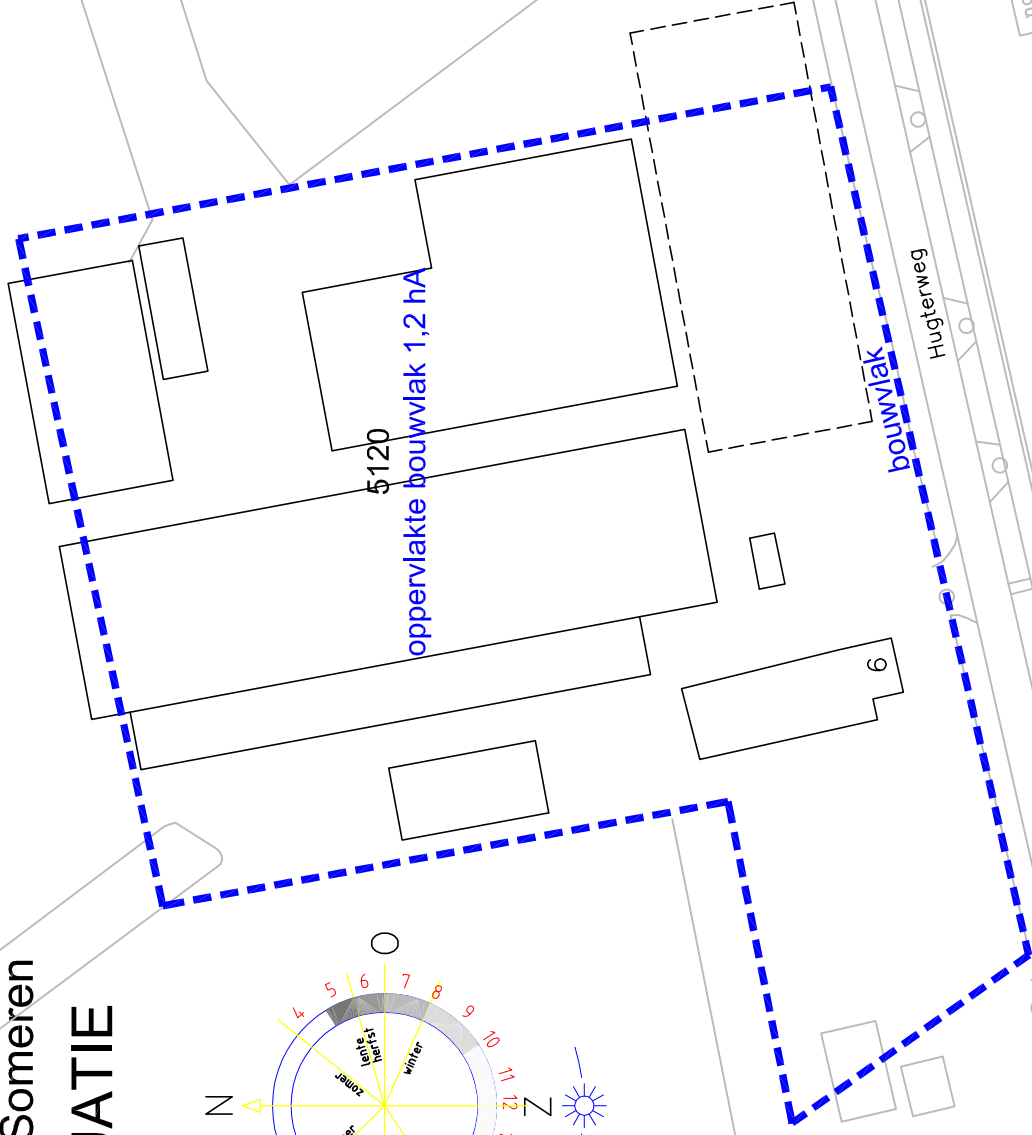 Hugterweg
bouwvlak
oppervlakte bouwvlak 1,2 hA
5120
6
Someren
UATIE
O
N
Z
4
5
6
7
8
9
10
11
12
lente
herfst
zomer
winter